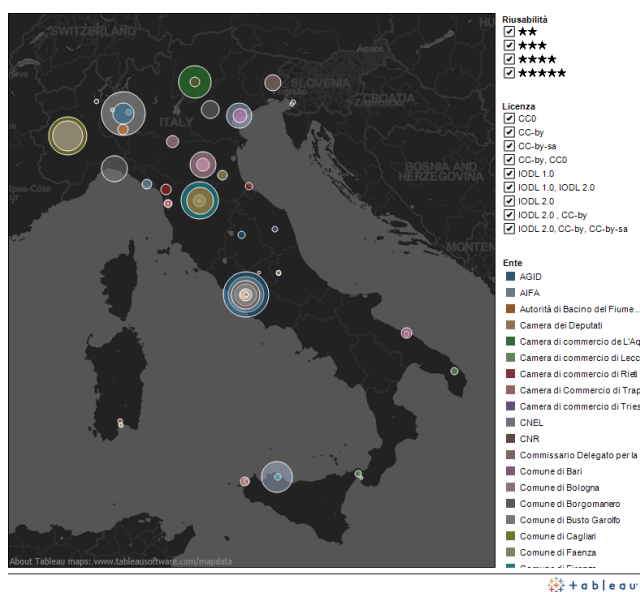 SWITZERLAND
SLOVENIA
CROATIA
ITALY
BOSNIA AND
HERZEGOVINA
MONTEN
About Tableau maps: www.tableausoftware.com/mapdata
Riusabilità
★★
★★★
★★★★
★★★★★
Licenza
CC0
CC-by
CC-by-sa
CC-by, CC0
IODL 1.0
IODL 1.0, IODL 2.0
IODL 2.0
IODL 2.0 , CC-by
IODL 2.0, CC-by, CC-by-sa
Ente
AGID
AIFA
Autorità di Bacino del Fiume ..
Camera dei Deputati
Camera di commercio de L'Aq
Camera di commercio di Lecc
Camera di commercio di Rieti
Camera di Commercio di Trap
Camera di commercio di Tries
CNEL
CNR
Commissario Delegato per la
Comune di Bari
Comune di Bologna
Comune di Borgomanero
Comune di Busto Garolfo
Comune di Cagliari
Comune di Faenza
Comune di Firenze
+ableau